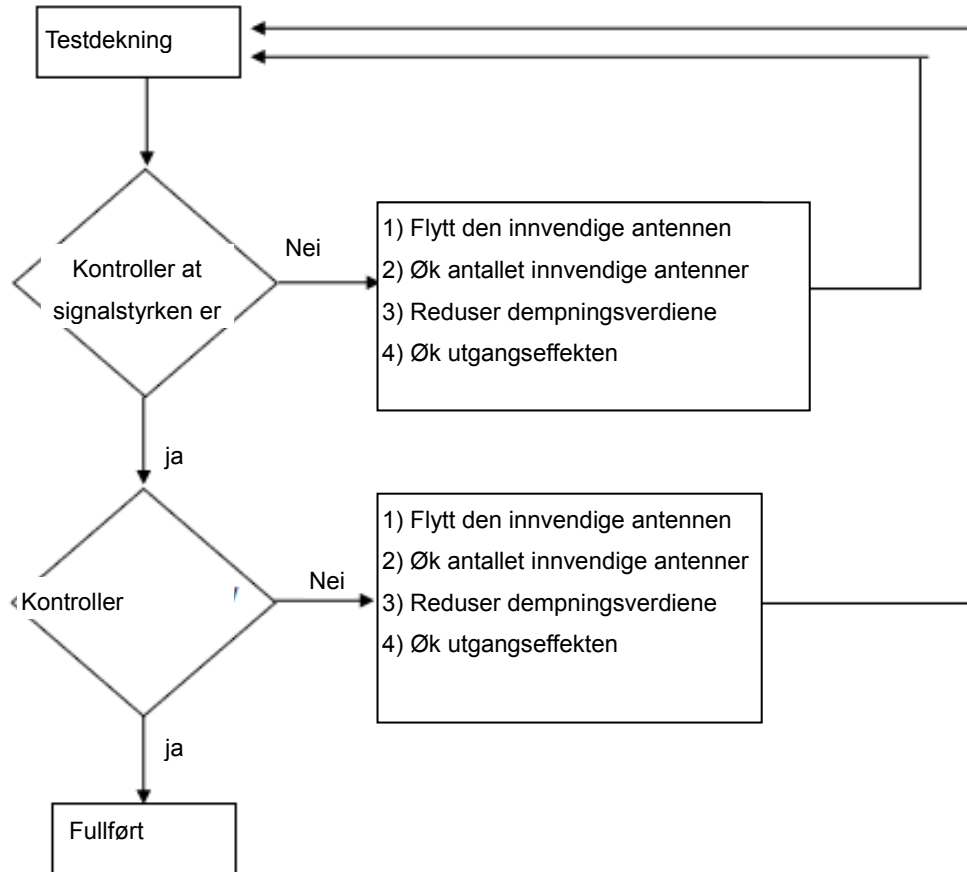 Testdekning
Nei
Kontroller at
signalstyrken er
1) Flytt den innvendige antennen
2) Øk antallet innvendige antenner
3) Reduser dempningsverdiene
4) Øk utgangseffekten
ja
Nei
Kontroller
1) Flytt den innvendige antennen
2) Øk antallet innvendige antenner
3) Reduser dempningsverdiene
4) Øk utgangseffekten
ja
Fullført